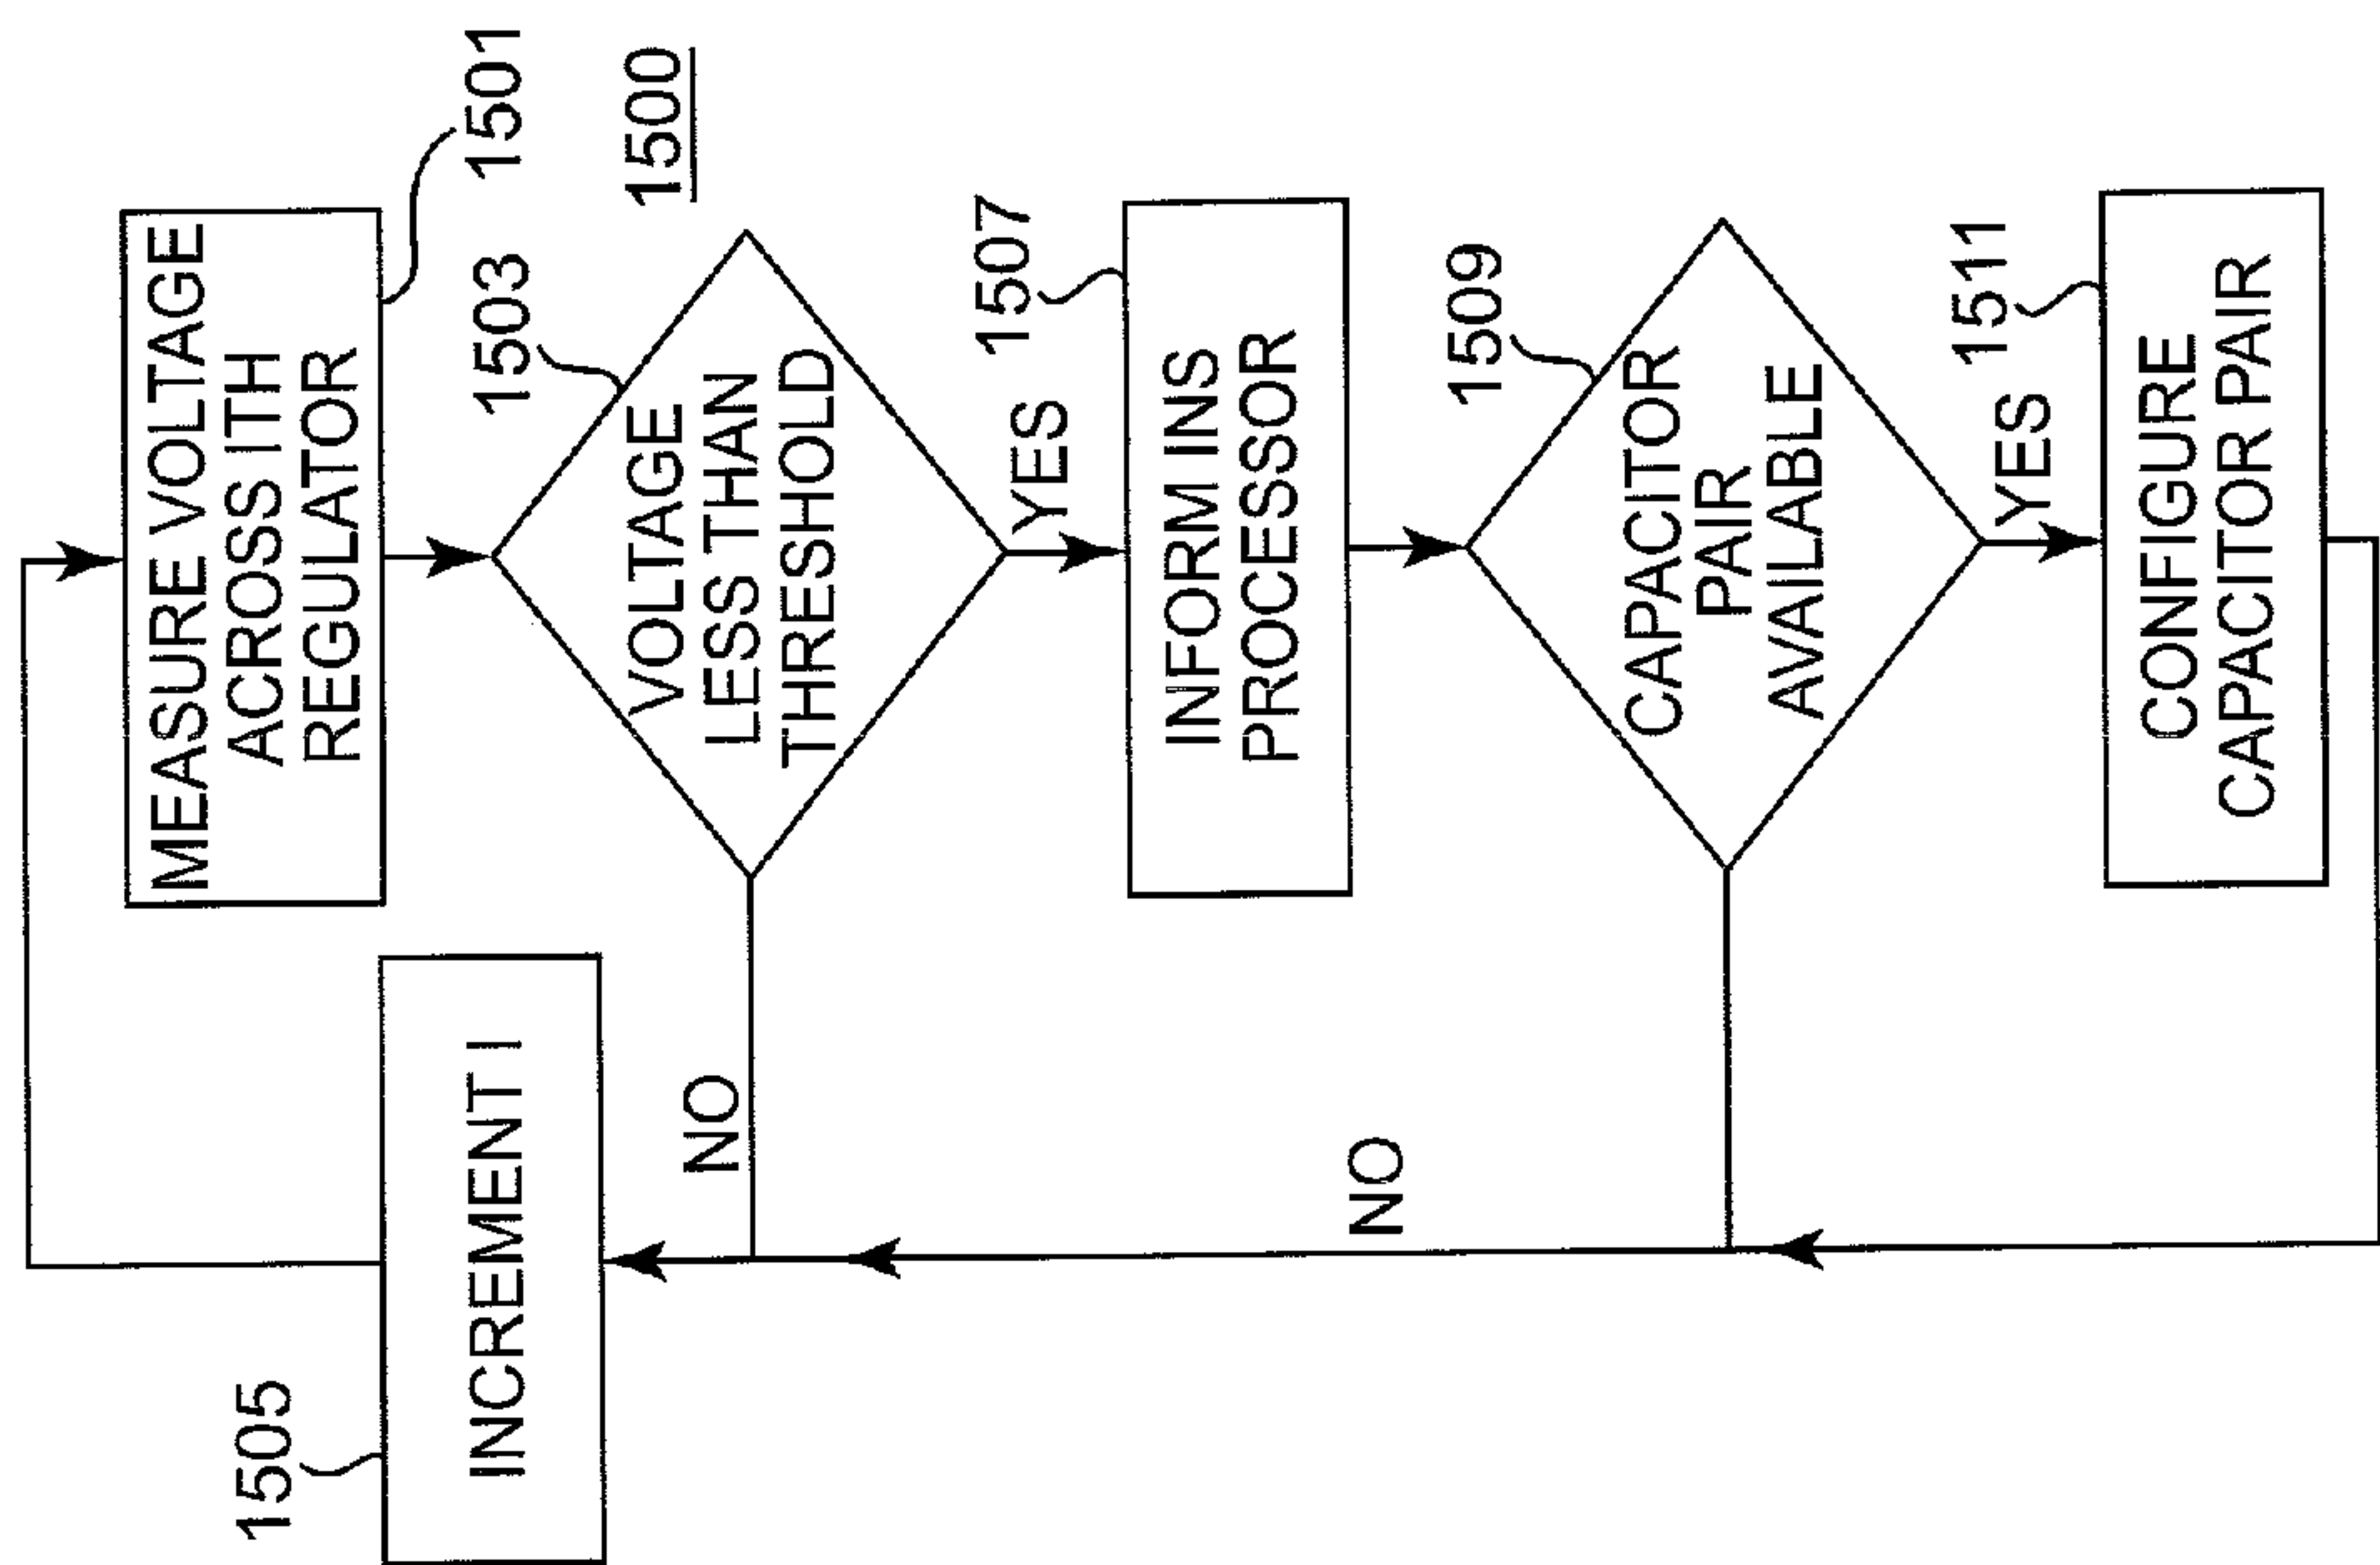 1501
MEASURE VOLTAGE
ACROSS ITH
REGULATOR
1500
1503
VOLTAGE
LESS THAN
THRESHOLD
NO
YES
1505
INCREMENT I
1507
INFORM INS
PROCESSOR
1509
CAPACITOR
PAIR
AVAILABLE
NO
YES
1511
CONFIGURE
CAPACITOR PAIR